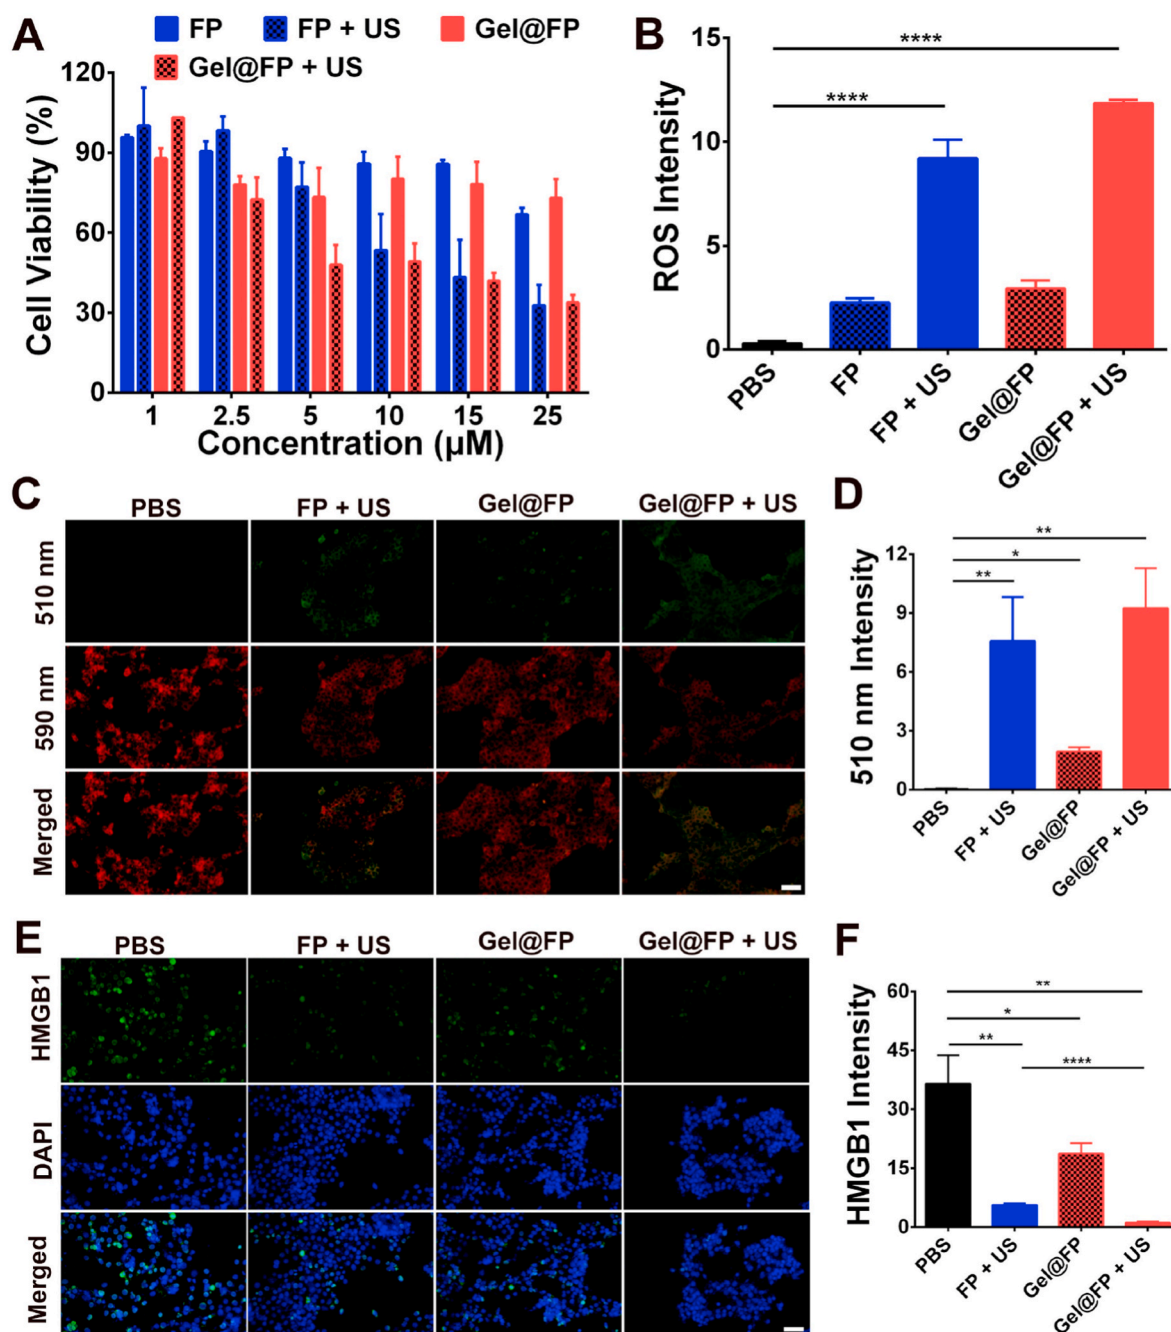 A
FP
FP + US
Gel@FP
Gel@FP + US
Cell Viability (%)
120
90
60
30
0
1
2.5
5
10
15
25
Concentration (µM)
B
ROS Intensity
15
10
5
0
****
****
PBS
FP
FP + US
Gel@FP
Gel@FP + US
C
PBS
FP + US
Gel@FP
Gel@FP + US
510 nm
590 nm
Merged
D
510 nm Intensity
12
9
6
3
0
**
*
**
PBS
FP + US
Gel@FP
Gel@FP + US
E
PBS
FP + US
Gel@FP
Gel@FP + US
HMGB1
DAPI
Merged
F
HMGB1 Intensity
60
45
30
15
0
**
*
**
****
PBS
FP + US
Gel@FP
Gel@FP + US